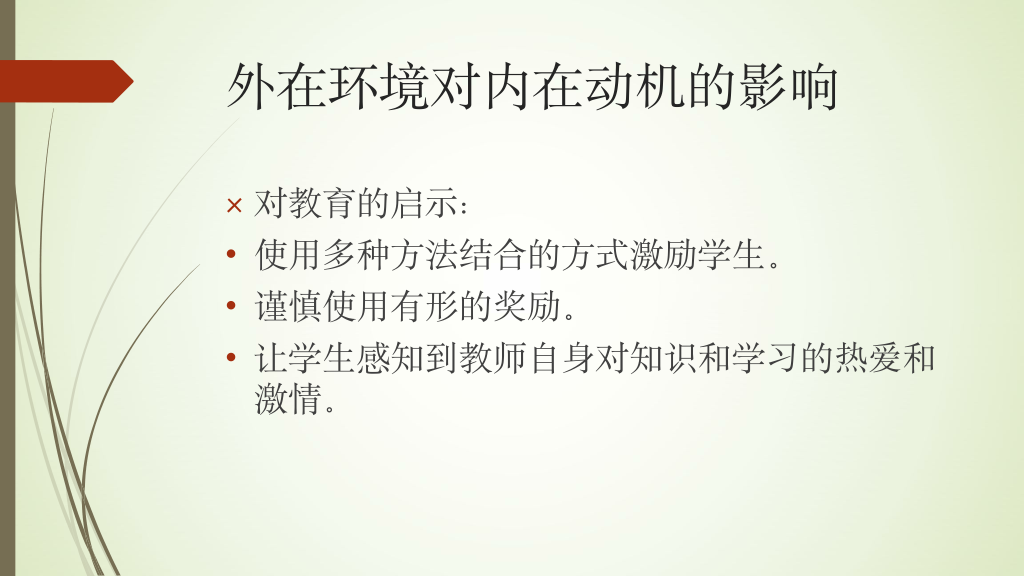 外在环境对内在动机的影响
× 对教育的启示:
• 使用多种方法结合的方式激励学生。
• 谨慎使用有形的奖励。
• 让学生感知到教师自身对知识和学习的热爱和
激情。